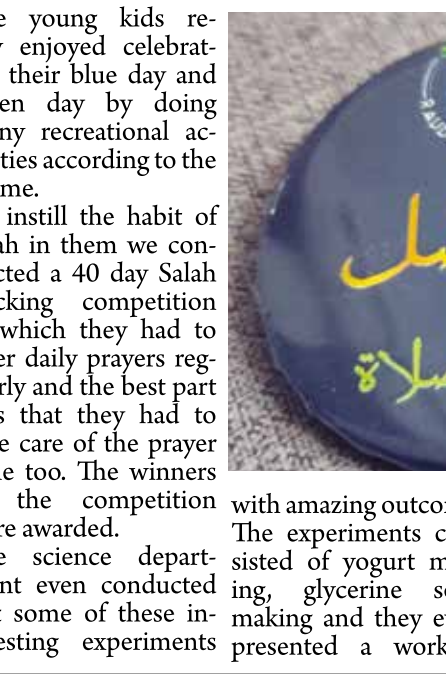 e young kids re-
y enjoyed celebrat-
their blue day and
en day by doing
ny recreational ac-
ties according to the
me.
instill the habit of
ah in them we con-
cted a 40 day Salah
cking competition
which they had to
er daily prayers reg-
rly and the best part
s that they had to
e care of the prayer
e too. The winners
the competition
re awarded.
e science depart-
nt even conducted
t some of these in-
esting experiments
صل
صلاة
with amazing outco
The experiments c
sisted of yogurt m
ing, glycerine s
making and they e
presented a work